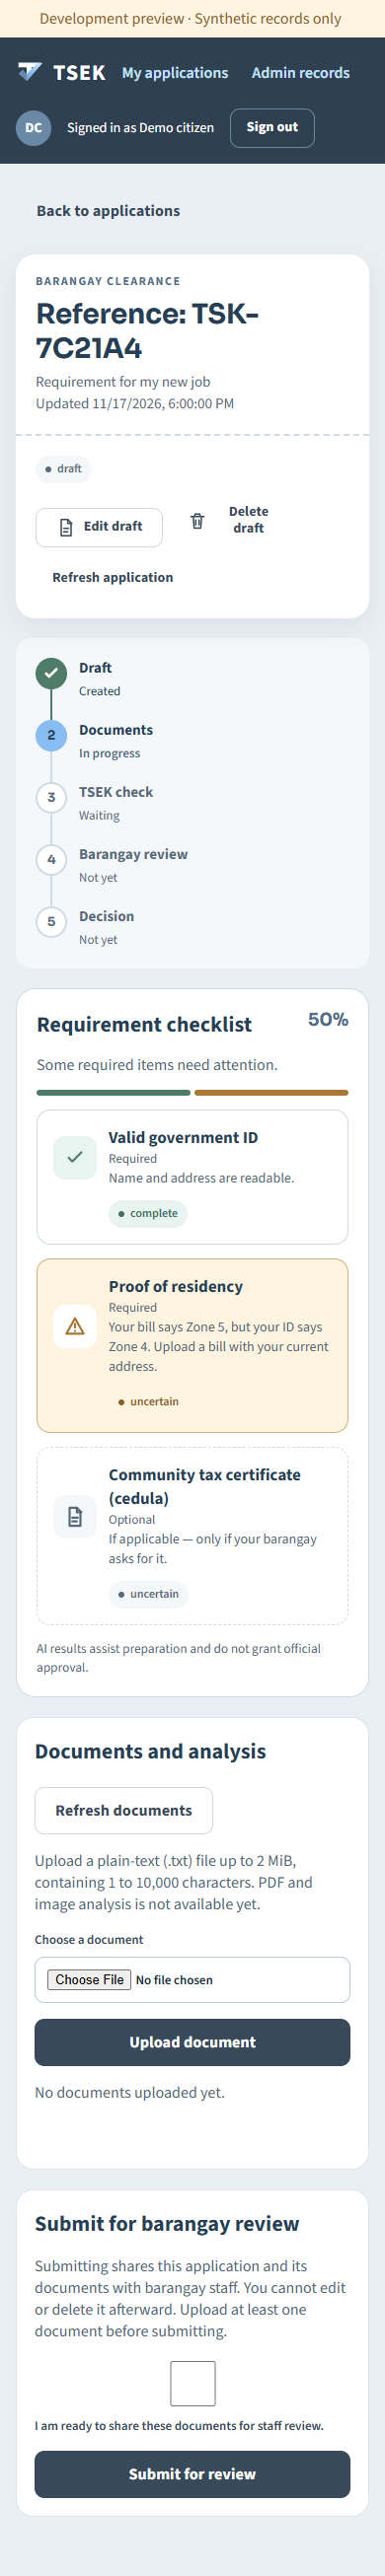 Development preview · Synthetic records only
TSEK My applications Admin records
DC Signed in as Demo citizen Sign out
Back to applications
BARANGAY CLEARANCE
Reference: TSK-
7C21A4
Requirement for my new job
Updated 11/17/2026, 6:00:00 PM
draft
Edit draft
Delete
draft
Refresh application
Draft
Created
2 Documents
In progress
3 TSEK check
Waiting
4 Barangay review
Not yet
5 Decision
Not yet
Requirement checklist 50%
Some required items need attention.
Valid government ID
Required
Name and address are readable.
complete
Proof of residency
Required
Your bill says Zone 5, but your ID says
Zone 4. Upload a bill with your current
address.
uncertain
Community tax certificate
(cedula)
Optional
If applicable — only if your barangay
asks for it.
uncertain
AI results assist preparation and do not grant official
approval.
Documents and analysis
Refresh documents
Upload a plain-text (.txt) file up to 2 MiB,
containing 1 to 10,000 characters. PDF and
image analysis is not available yet.
Choose a document
Choose File No file chosen
Upload document
No documents uploaded yet.
Submit for barangay review
Submitting shares this application and its
documents with barangay staff. You cannot edit
or delete it afterward. Upload at least one
document before submitting.
I am ready to share these documents for staff review.
Submit for review